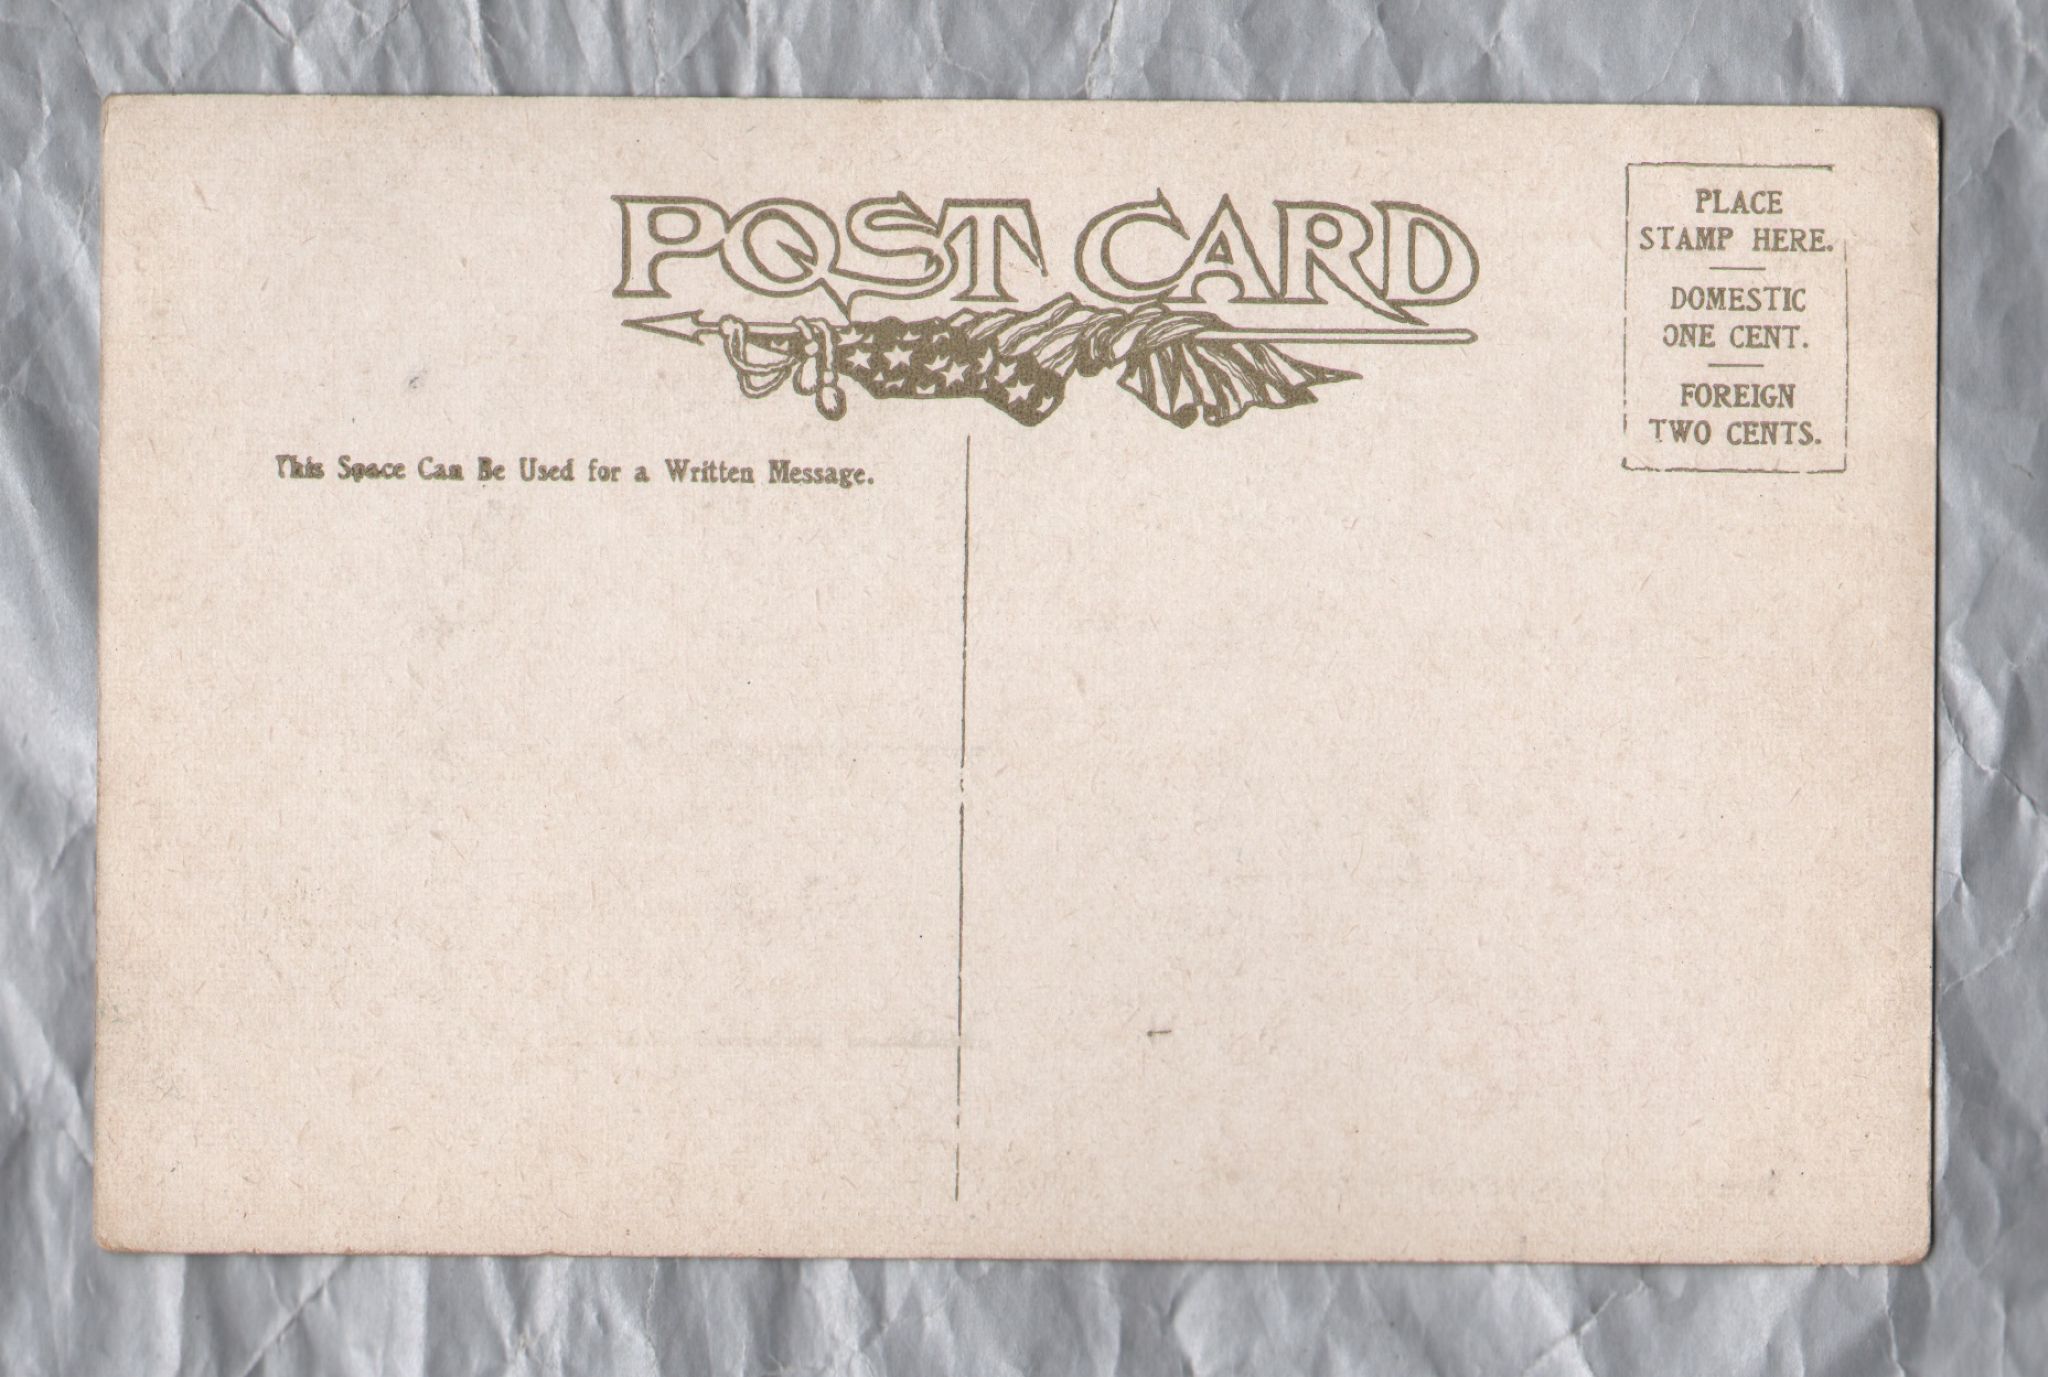 POST CARD
PLACE
STAMP HERE.
DOMESTIC
ONE CENT.
FOREIGN
TWO CENTS.
This Space Can Be Used for a Written Message.